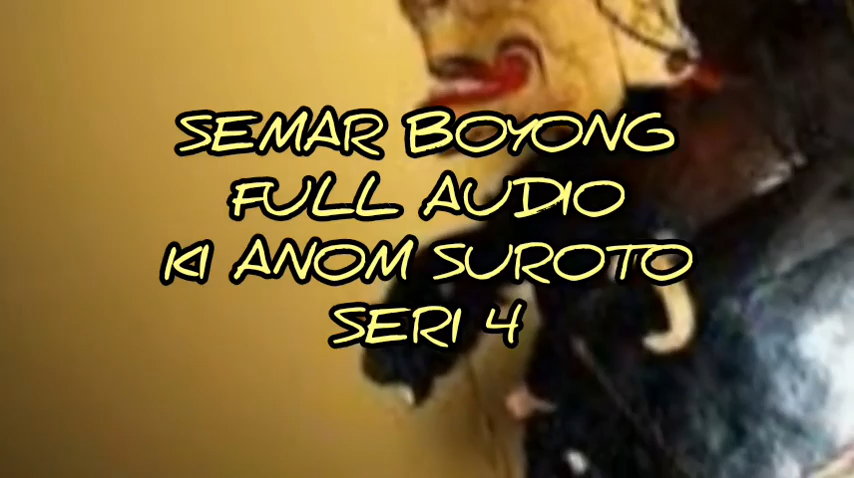 SEMAR BOYONG
FULL AUDIO
KI ANOM SUROTO
SERI 4